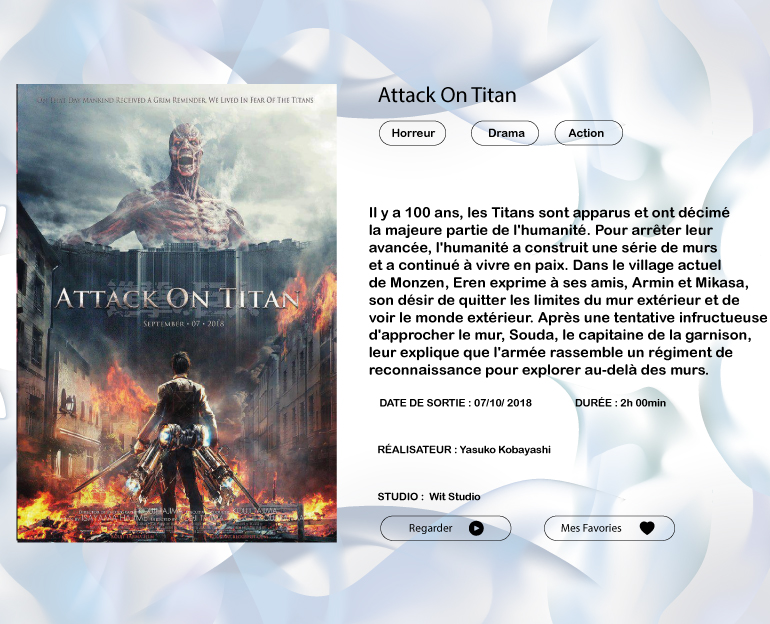 Attack On Titan
Horreur
Drama
Action
Day Mankind Received A Grim Reminder, We Lived In Fear Of The Titans
Attack On Titan
September • 07 • 2018
Il y a 100 ans, les Titans sont apparus et ont décimé
la majeure partie de l'humanité. Pour arrêter leur
avancée, l'humanité a construit une série de murs
et a continué à vivre en paix. Dans le village actuel
de Monzen, Eren exprime à ses amis, Armin et Mikasa,
son désir de quitter les limites du mur extérieur et de
voir le monde extérieur. Après une tentative infructueuse
d'approcher le mur, Souda, le capitaine de la garnison,
leur explique que l'armée rassemble un régiment de
reconnaissance pour explorer au-delà des murs.
DATE DE SORTIE : 07/10/ 2018
DURÉE : 2h 00min
RÉALISATEUR : Yasuko Kobayashi
STUDIO : Wit Studio
Regarder
Mes Favories